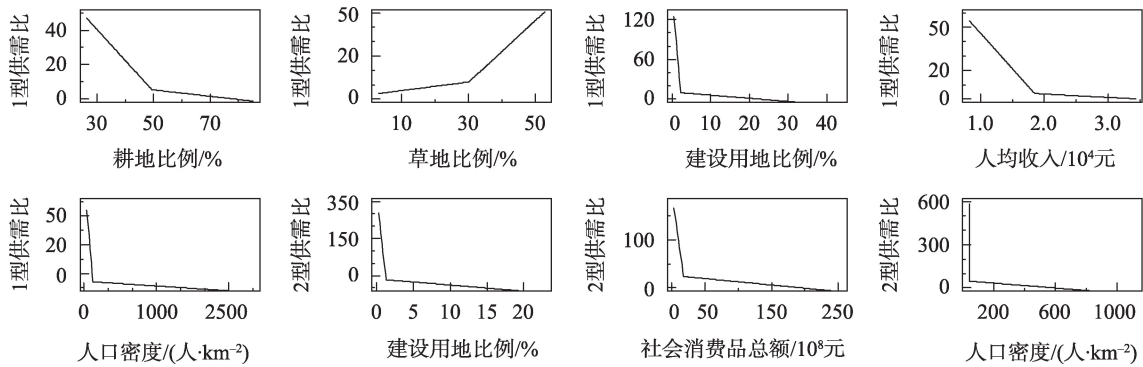 1型供需比
40
20
0
30 50 70
耕地比例/%
1型供需比
50
20
0
10 30 50
草地比例/%
1型供需比
120
60
0
0 10 20 30 40
建设用地比例/%
1型供需比
50
20
0
1.0 2.0 3.0
人均收入/10⁴元
1型供需比
50
20
0
0 1000 2500
人口密度/(人·km⁻²)
2型供需比
350
150
0
0 5 10 15 20
建设用地比例/%
2型供需比
100
0
0 50 150 250
社会消费品总额/10⁸元
2型供需比
600
300
0
200 600 1000
人口密度/(人·km⁻²)